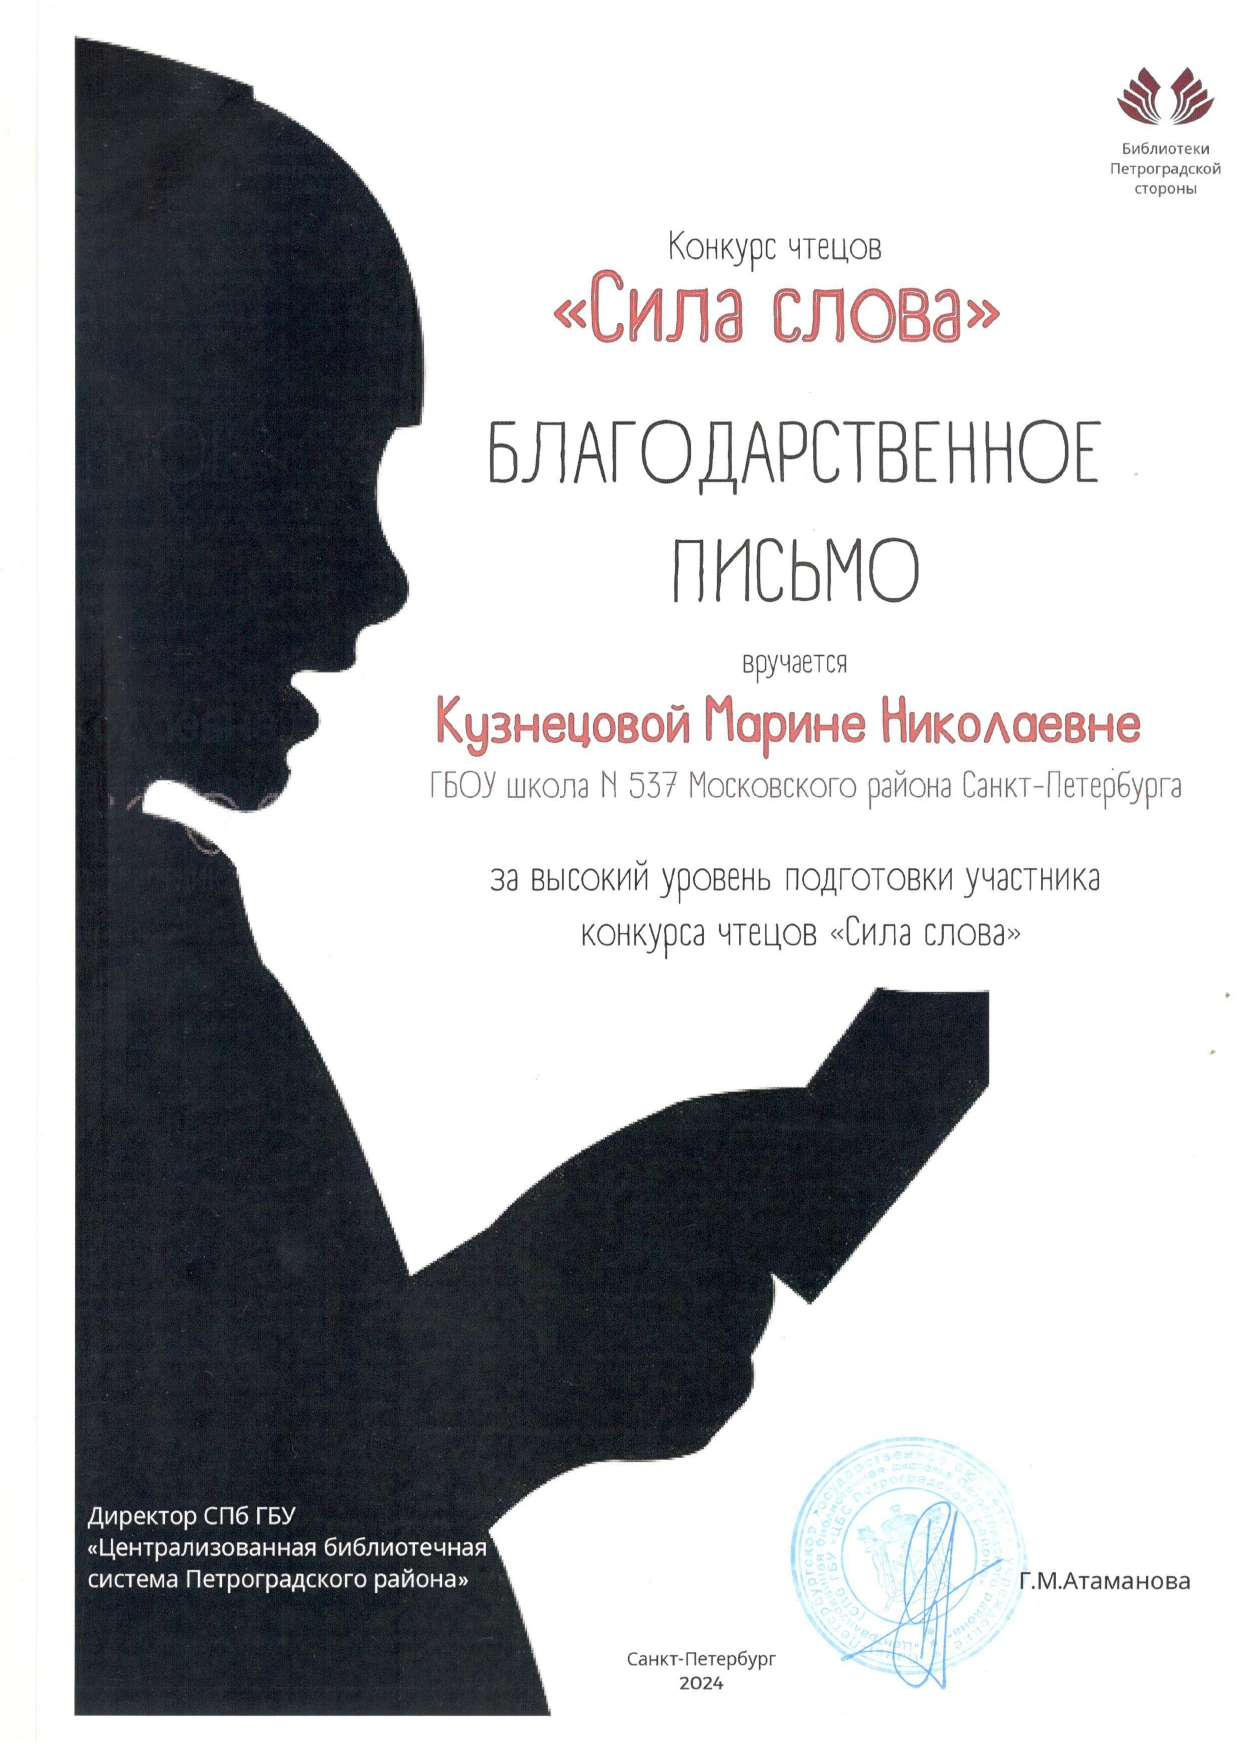 Библиотеки
Петроградской
стороны
Конкурс чтецов
«Сила слова»
БЛАГОДАРСТВЕННОЕ
ПИСЬМО
вручается
Кузнецовой Марине Николаевне
ГБОУ школа N 537 Московского района Санкт-Петербурга
за высокий уровень подготовки участника
конкурса чтецов «Сила слова»
Директор СПб ГБУ
«Централизованная библиотечная
система Петроградского района»
Г.М.Атаманова
Санкт-Петербург
2024